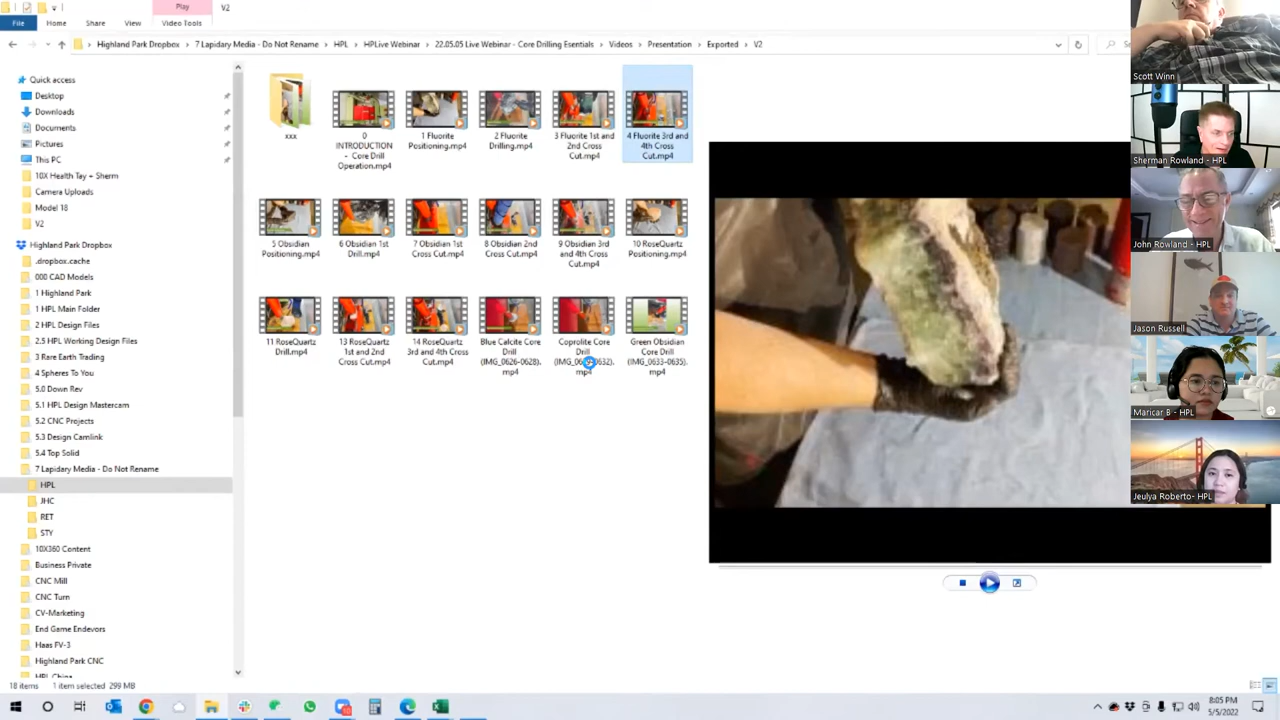 Play
V2
File
Home
Share
View
Video Tools
Highland Park Dropbox
7 Lapidary Media - Do Not Rename
HPL
HPLive Webinar
22.05.05 Live Webinar - Core Drilling Esentials
Videos
Presentation
Exported
V2
Quick access
Desktop
Downloads
Documents
Pictures
This PC
10X Health Tay + Sherm
Camera Uploads
Model 18
V2
Highland Park Dropbox
.dropbox.cache
000 CAD Models
1 Highland Park
1 HPL Main Folder
2 HPL Design Files
2.5 HPL Working Design Files
3 Rare Earth Trading
4 Spheres To You
5.0 Down Rev
5.1 HPL Design Mastercam
5.2 CNC Projects
5.3 Design Camlink
5.4 Top Solid
7 Lapidary Media - Do Not Rename
HPL
JHC
RET
STY
10X360 Content
Business Private
CNC Mill
CNC Turn
CV-Marketing
End Game Endevors
Haas FV-3
Highland Park CNC
HPL China
xxx
0
INTRODUCTION
- Core Drill
Operation.mp4
1 Fluorite
Positioning.mp4
2 Fluorite
Drilling.mp4
3 Fluorite 1st and
2nd Cross
Cut.mp4
4 Fluorite 3rd and
4th Cross
Cut.mp4
5 Obsidian
Positioning.mp4
6 Obsidian 1st
Drill.mp4
7 Obsidian 1st
Cross Cut.mp4
8 Obsidian 2nd
Cross Cut.mp4
9 Obsidian 3rd
and 4th Cross
Cut.mp4
10 RoseQuartz
Positioning.mp4
11 RoseQuartz
Drill.mp4
13 RoseQuartz
1st and 2nd
Cross Cut.mp4
14 RoseQuartz
3rd and 4th Cross
Cut.mp4
Blue Calcite Core
Drill
(IMG_0626-0628).
mp4
Coprolite Core
Drill
mp4
Green Obsidian
Core Drill
(IMG_0633-0635).
mp4
Scott Winn
Sherman Rowland - HPL
John Rowland - HPL
Jason Russell
Maricar B - HPL
Jeulya Roberto- HPL
18 items
1 item selected 299 MB
8:05 PM
5/5/2022